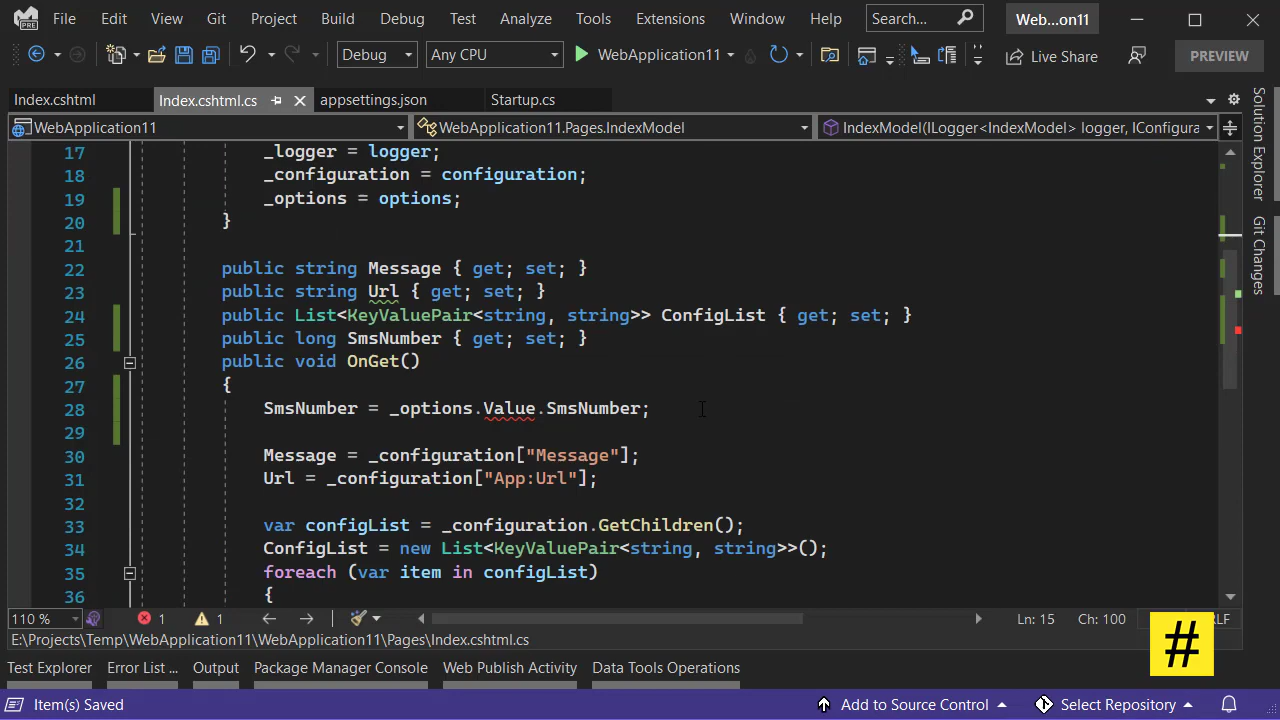 PRE File Edit View Git Project Build Debug Test Analyze Tools Extensions Window Help Search... Web...on11
Debug Any CPU WebApplication11 Live Share PREVIEW
Index.cshtml Index.cshtml.cs appsettings.json Startup.cs
WebApplication11 WebApplication11.Pages.IndexModel IndexModel(ILogger<IndexModel> logger, IConfigura
17 _logger = logger;
18 _configuration = configuration;
19 _options = options;
20 }
21
22 public string Message { get; set; }
23 public string Url { get; set; }
24 public List<KeyValuePair<string, string>> ConfigList { get; set; }
25 public long SmsNumber { get; set; }
26 public void OnGet()
27 {
28 SmsNumber = _options.Value.SmsNumber;
29
30 Message = _configuration["Message"];
31 Url = _configuration["App:Url"];
32
33 var configList = _configuration.GetChildren();
34 ConfigList = new List<KeyValuePair<string, string>>();
35 foreach (var item in configList)
36 {
Solution Explorer
Git Changes
110 % 1 1 Ln: 15 Ch: 100 LF
#
E:\Projects\Temp\WebApplication11\WebApplication11\Pages\Index.cshtml.cs
Test Explorer Error List ... Output Package Manager Console Web Publish Activity Data Tools Operations
Item(s) Saved Add to Source Control Select Repository